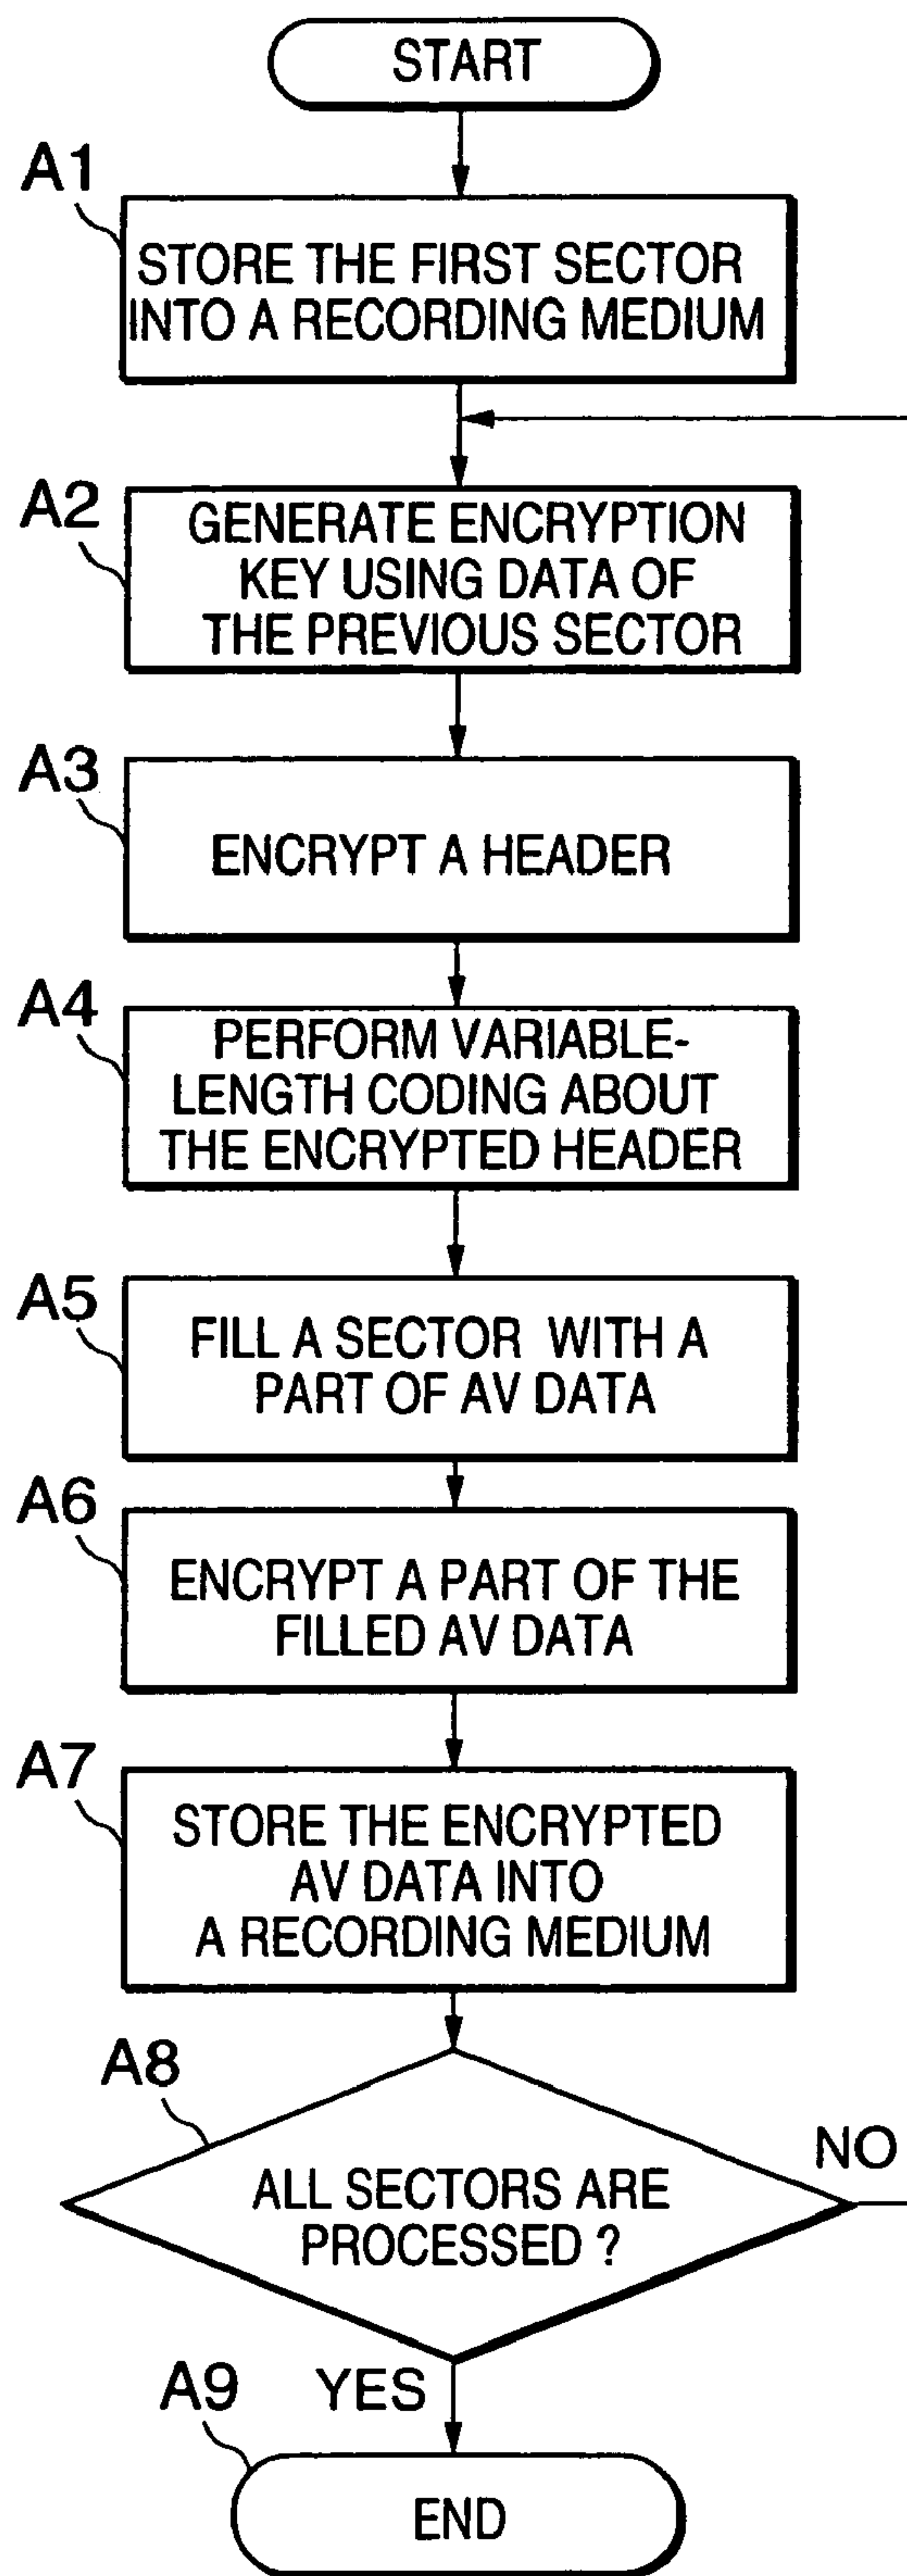 START
A1
STORE THE FIRST SECTOR
INTO A RECORDING MEDIUM
A2
GENERATE ENCRYPTION
KEY USING DATA OF
THE PREVIOUS SECTOR
A3
ENCRYPT A HEADER
A4
PERFORM VARIABLE-
LENGTH CODING ABOUT
THE ENCRYPTED HEADER
A5
FILL A SECTOR WITH A
PART OF AV DATA
A6
ENCRYPT A PART OF THE
FILLED AV DATA
A7
STORE THE ENCRYPTED
AV DATA INTO
A RECORDING MEDIUM
A8
NO
ALL SECTORS ARE
PROCESSED ?
YES
A9
END